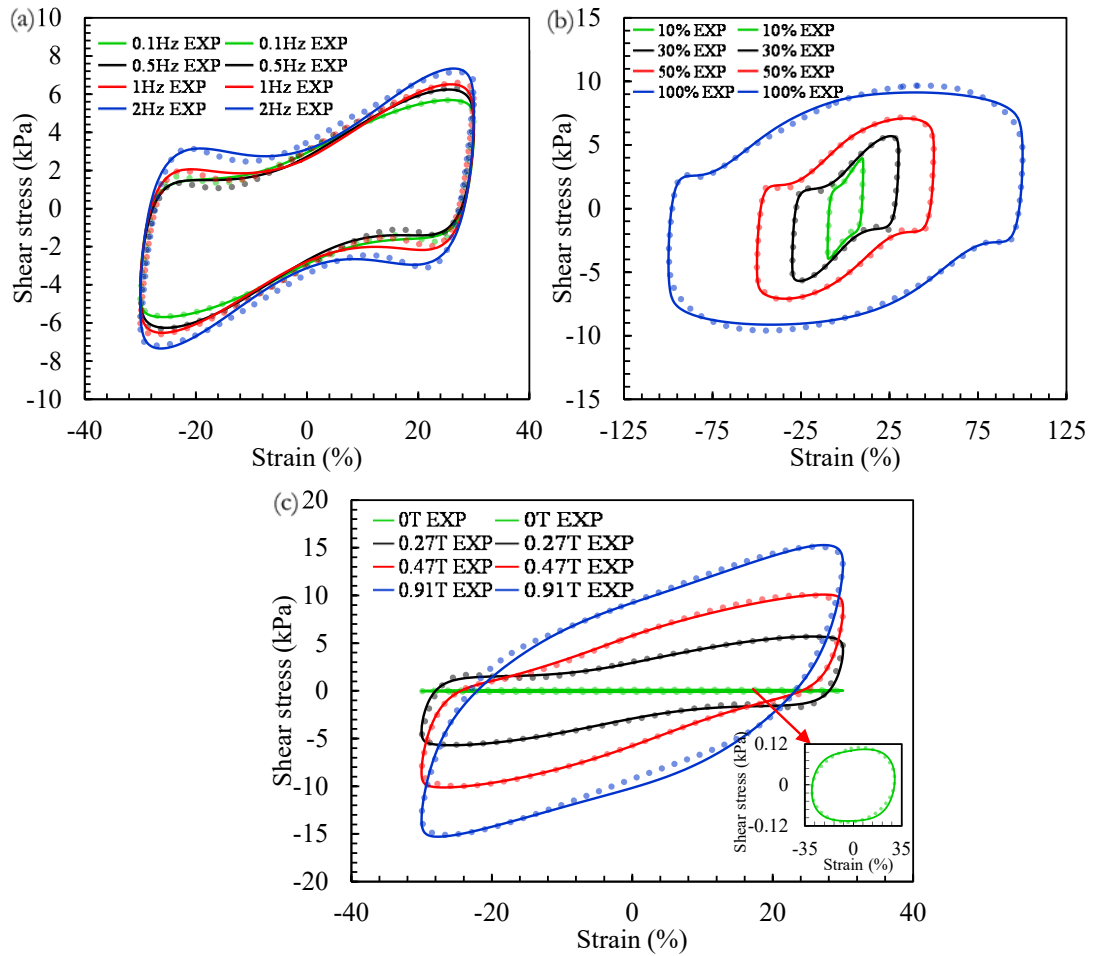 (a)
10
8
6
4
2
0
-2
-4
-6
-8
-10
Shear stress (kPa)
0.1Hz EXP 0.1Hz EXP
0.5Hz EXP 0.5Hz EXP
1Hz EXP 1Hz EXP
2Hz EXP 2Hz EXP
-40 -20 0 20 40
Strain (%)
(b)
15
10
5
0
-5
-10
-15
Shear stress (kPa)
10% EXP 10% EXP
30% EXP 30% EXP
50% EXP 50% EXP
100% EXP 100% EXP
-125 -75 -25 25 75 125
Strain (%)
(c)
20
15
10
5
0
-5
-10
-15
-20
Shear stress (kPa)
0T EXP 0T EXP
0.27T EXP 0.27T EXP
0.47T EXP 0.47T EXP
0.91T EXP 0.91T EXP
0.12
0
-0.12
Shear stress (kPa)
-35 0 35
Strain (%)
-40 -20 0 20 40
Strain (%)